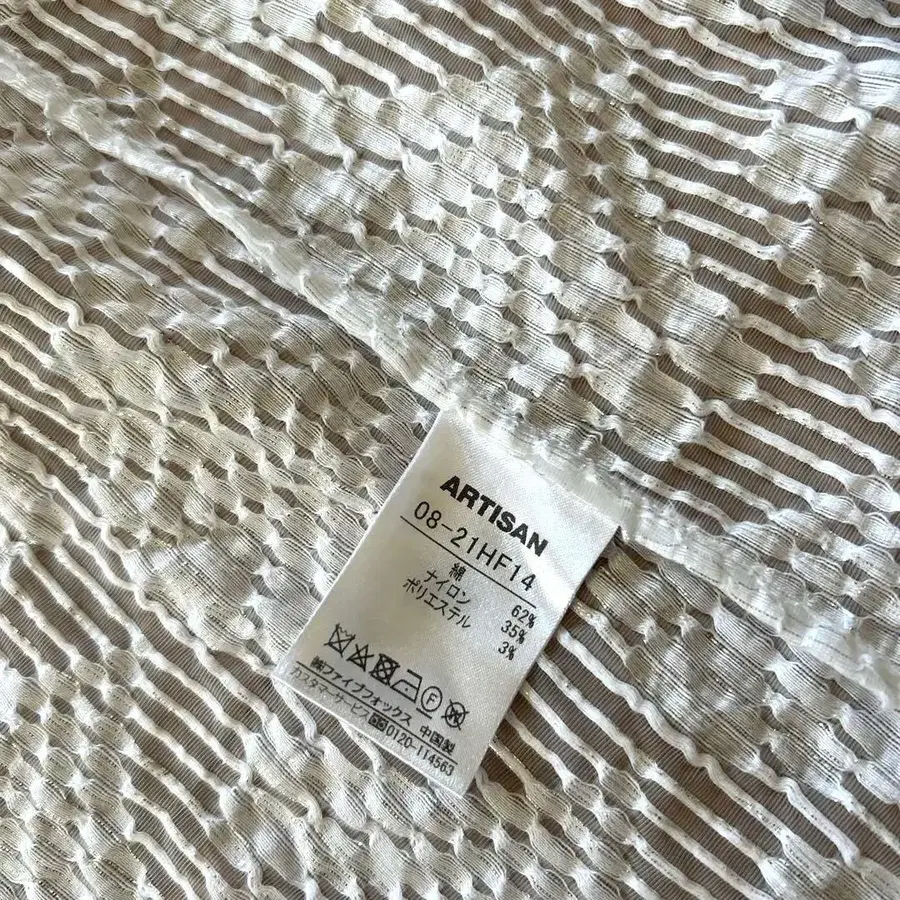 ARTISAN
08-21HF14
綿 62%
ナイロン 35%
ポリエステル 3%
F
㈱ファイブフォックス 中国製
カスタマーサービス 0120-114563